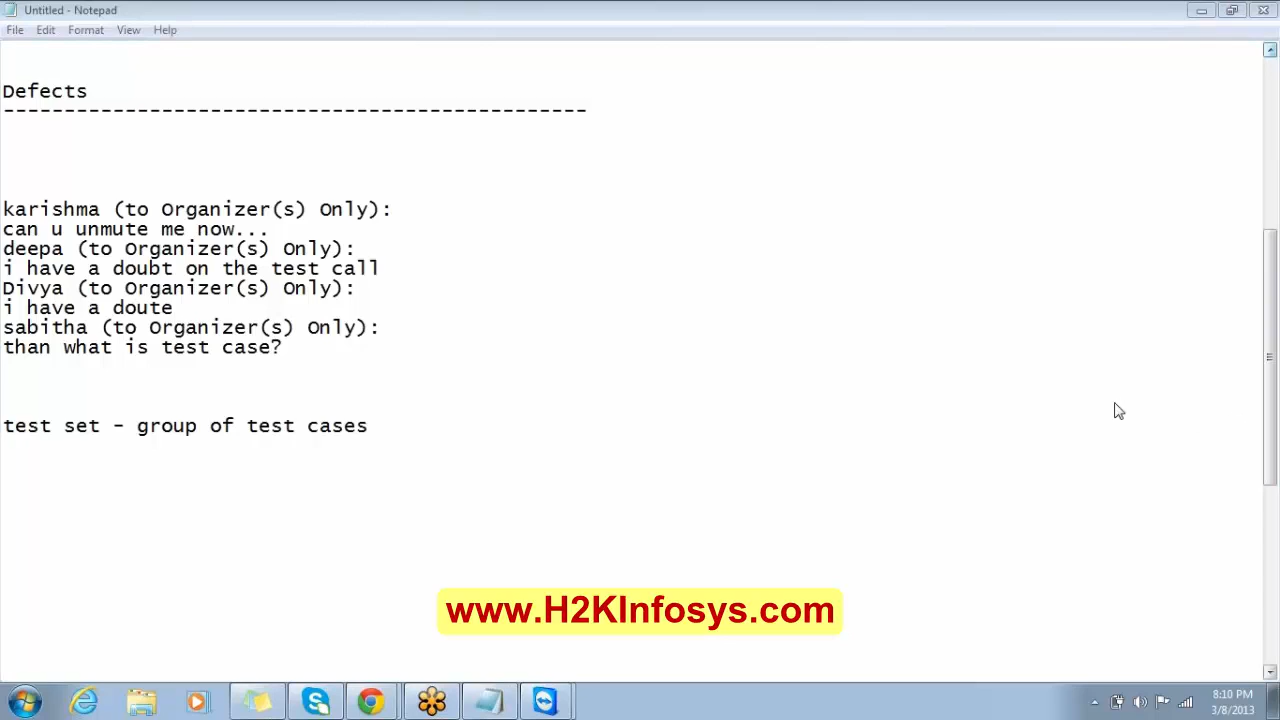 Untitled - Notepad
File Edit Format View Help
Defects
------------------------------------------------
karishma (to Organizer(s) Only):
can u unmute me now...
deepa (to Organizer(s) Only):
i have a doubt on the test call
Divya (to Organizer(s) Only):
i have a doute
sabitha (to Organizer(s) Only):
than what is test case?
test set - group of test cases
www.H2KInfosys.com
8:10 PM
3/8/2013